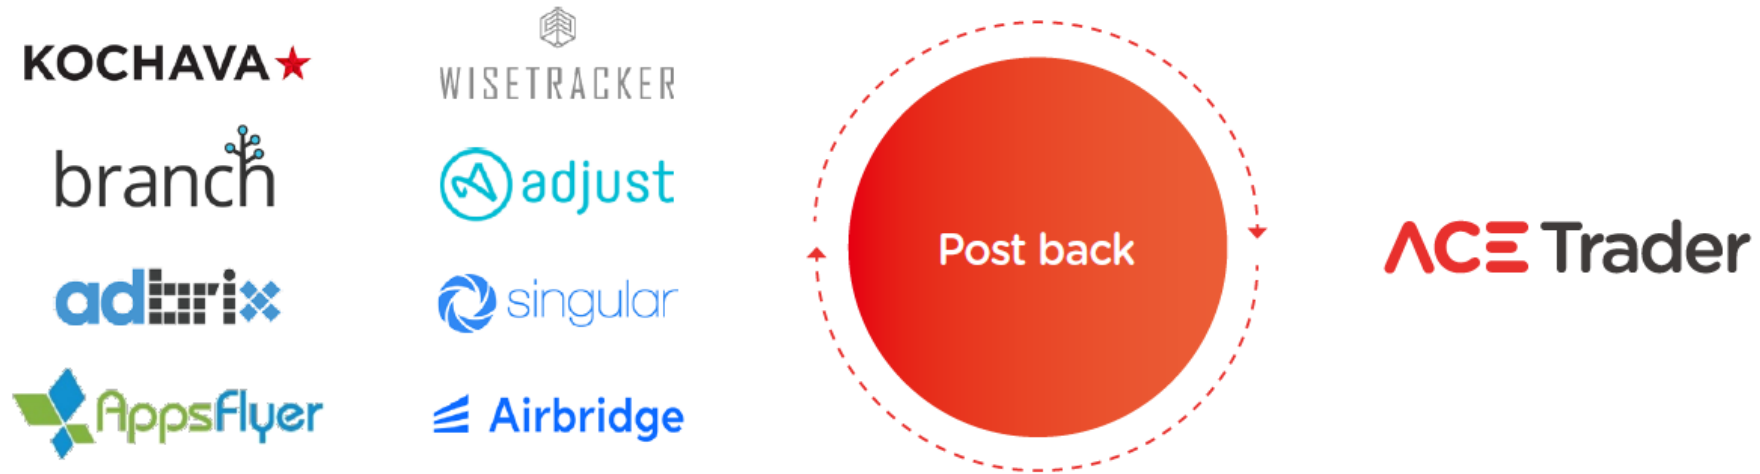 KOCHAVA
WISETRACKER
branch
adjust
adbrix
singular
AppsFlyer
Airbridge
Post back
ACE Trader